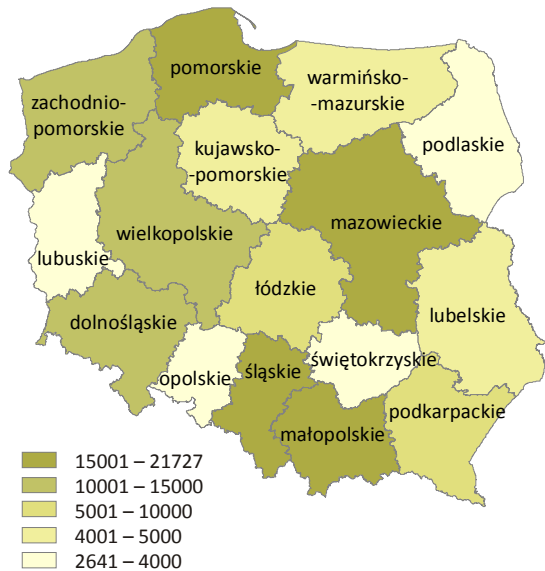 pomorskie
warmińsko-
-mazurskie
zachodnio-
pomorskie
podlaskie
kujawsko-
-pomorskie
mazowieckie
wielkopolskie
lubuskie
łódzkie
lubelskie
dolnośląskie
świętokrzyskie
opolskie
śląskie
podkarpackie
małopolskie
15001 – 21727
10001 – 15000
5001 – 10000
4001 – 5000
2641 – 4000